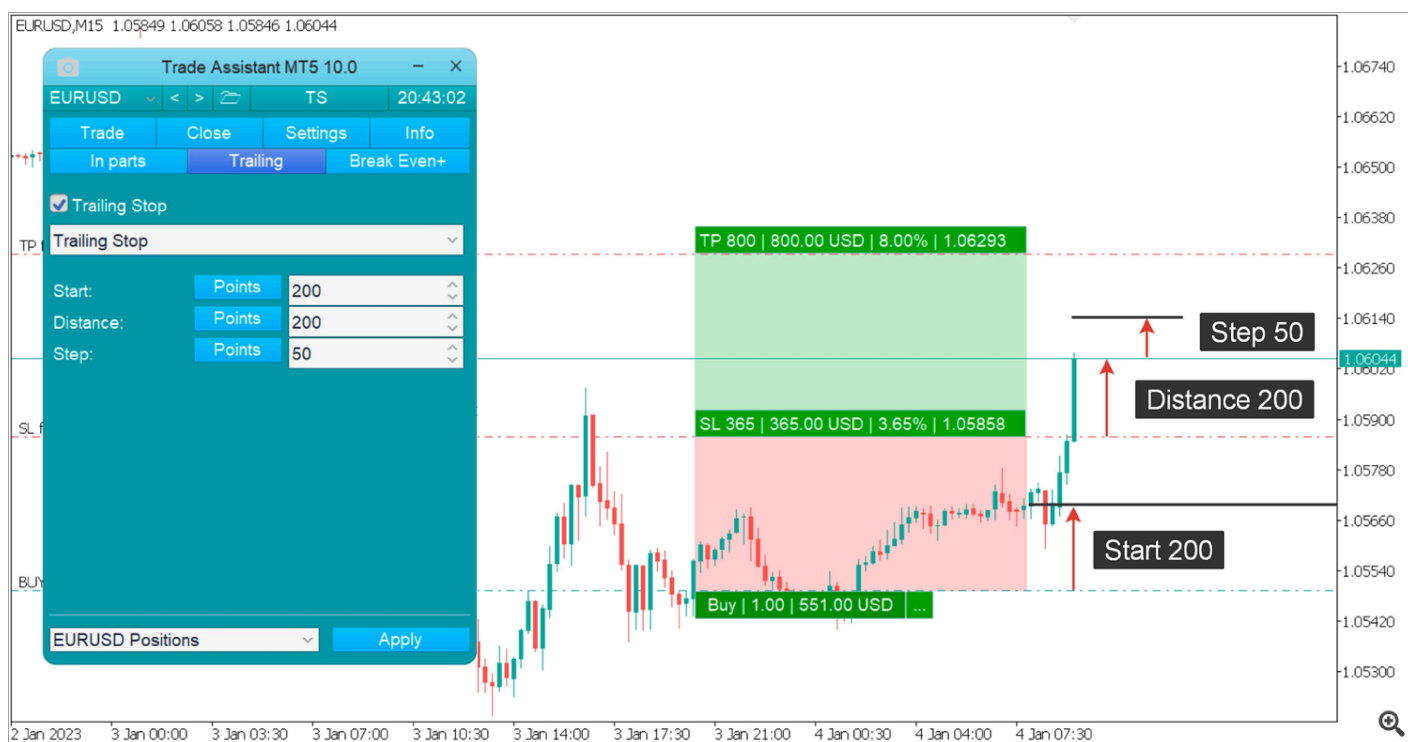 EURUSD,M15 1.05849 1.06058 1.05846 1.06044
Trade Assistant MT5 10.0
EURUSD < > TS 20:43:02
Trade Close Settings Info
In parts Trailing Break Even+
Trailing Stop
Trailing Stop
Start: Points 200
Distance: Points 200
Step: Points 50
EURUSD Positions Apply
TP
SL f
BUY
TP 800 | 800.00 USD | 8.00% | 1.06293
SL 365 | 365.00 USD | 3.65% | 1.05858
Buy | 1.00 | 551.00 USD ...
Step 50
Distance 200
Start 200
1.06740
1.06620
1.06500
1.06380
1.06260
1.06140
1.06044
1.06020
1.05900
1.05780
1.05660
1.05540
1.05420
1.05300
2 Jan 2023 3 Jan 00:00 3 Jan 03:30 3 Jan 07:00 3 Jan 10:30 3 Jan 14:00 3 Jan 17:30 3 Jan 21:00 4 Jan 00:30 4 Jan 04:00 4 Jan 07:30